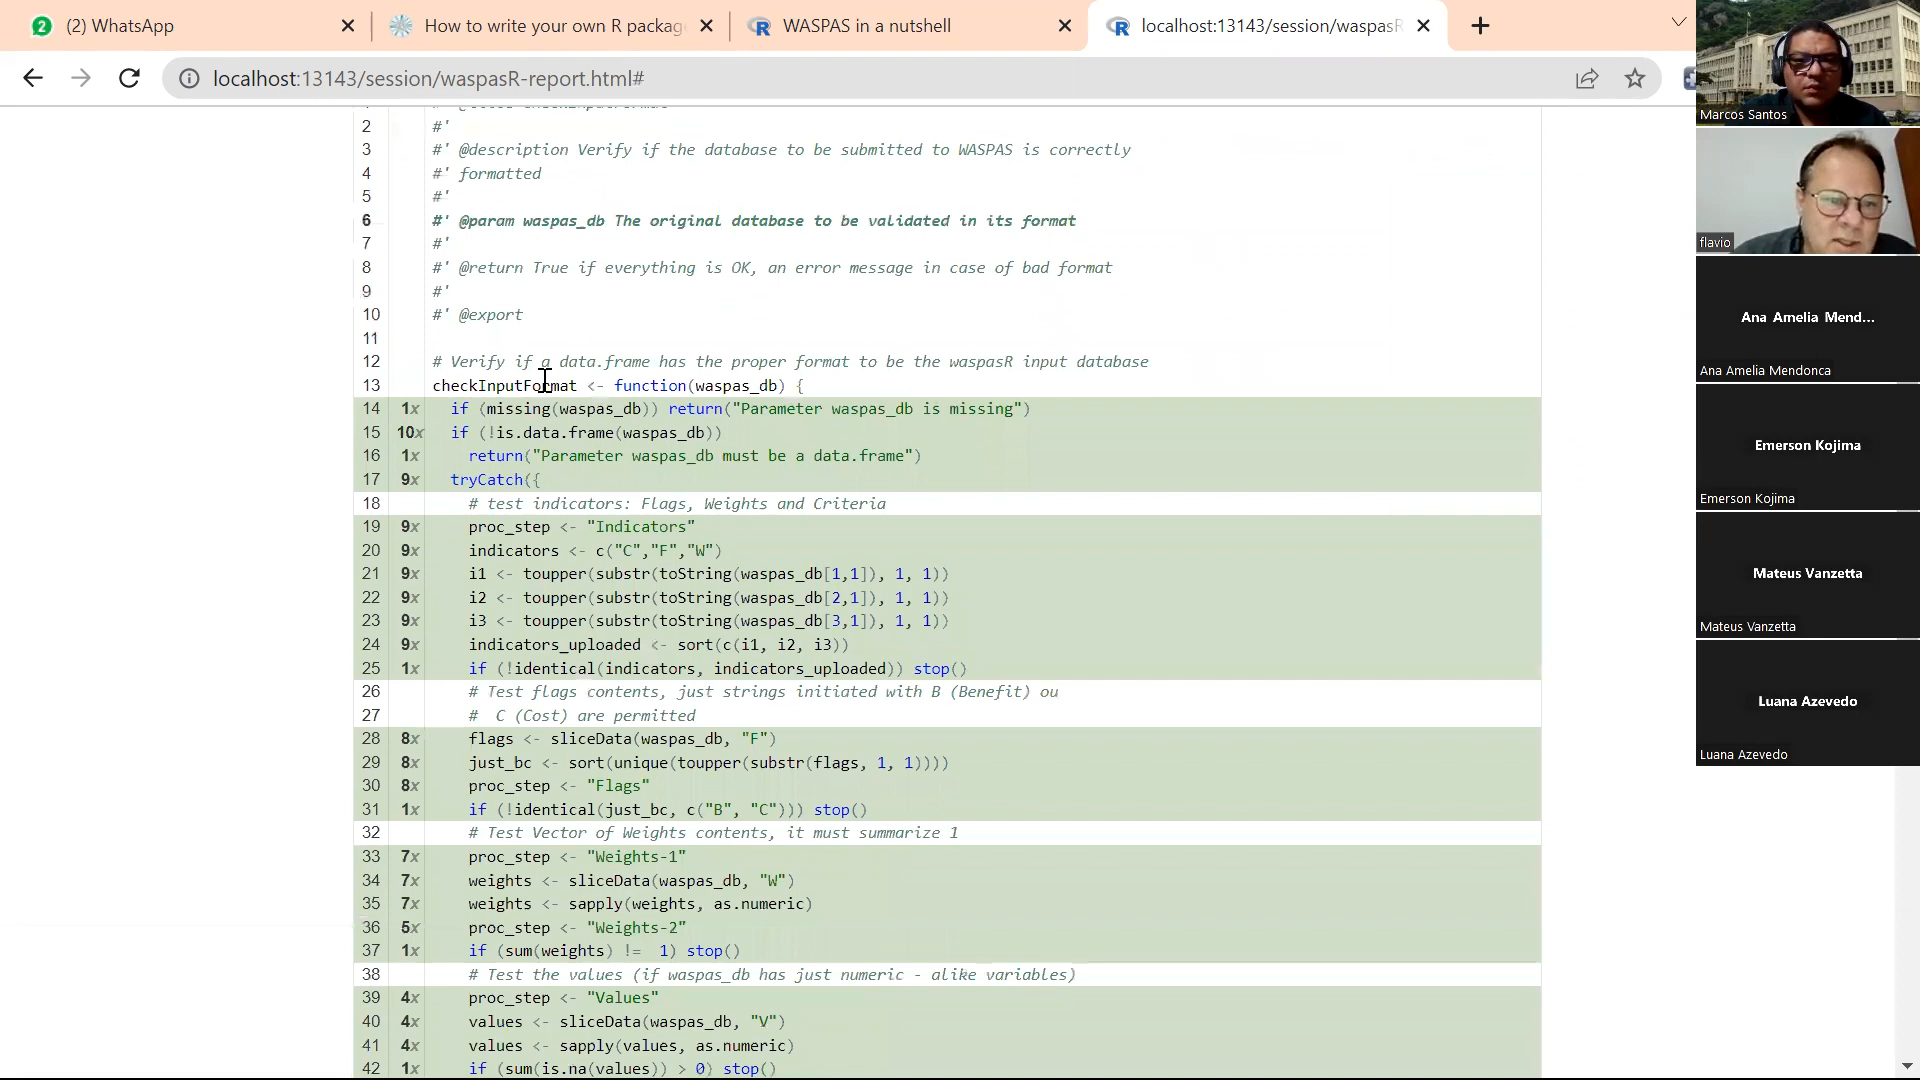 2 (2) WhatsApp
How to write your own R packag
WASPAS in a nutshell
localhost:13143/session/waspasR
localhost:13143/session/waspasR-report.html#
2 #'
3 #' @description Verify if the database to be submitted to WASPAS is correctly
4 #' formatted
5 #'
6 #' @param waspas_db The original database to be validated in its format
7 #'
8 #' @return True if everything is OK, an error message in case of bad format
9 #'
10 #' @export
11
12 # Verify if a data.frame has the proper format to be the waspasR input database
13 checkInputFormat <- function(waspas_db) {
14 1x if (missing(waspas_db)) return("Parameter waspas_db is missing")
15 10x if (!is.data.frame(waspas_db))
16 1x return("Parameter waspas_db must be a data.frame")
17 9x tryCatch({
18 # test indicators: Flags, Weights and Criteria
19 9x proc_step <- "Indicators"
20 9x indicators <- c("C","F","W")
21 9x i1 <- toupper(substr(toString(waspas_db[1,1]), 1, 1))
22 9x i2 <- toupper(substr(toString(waspas_db[2,1]), 1, 1))
23 9x i3 <- toupper(substr(toString(waspas_db[3,1]), 1, 1))
24 9x indicators_uploaded <- sort(c(i1, i2, i3))
25 1x if (!identical(indicators, indicators_uploaded)) stop()
26 # Test flags contents, just strings initiated with B (Benefit) ou
27 #  C (Cost) are permitted
28 8x flags <- sliceData(waspas_db, "F")
29 8x just_bc <- sort(unique(toupper(substr(flags, 1, 1))))
30 8x proc_step <- "Flags"
31 1x if (!identical(just_bc, c("B", "C"))) stop()
32 # Test Vector of Weights contents, it must summarize 1
33 7x proc_step <- "Weights-1"
34 7x weights <- sliceData(waspas_db, "W")
35 7x weights <- sapply(weights, as.numeric)
36 5x proc_step <- "Weights-2"
37 1x if (sum(weights) !=  1) stop()
38 # Test the values (if waspas_db has just numeric - alike variables)
39 4x proc_step <- "Values"
40 4x values <- sliceData(waspas_db, "V")
41 4x values <- sapply(values, as.numeric)
42 1x if (sum(is.na(values)) > 0) stop()
Marcos Santos
flavio
Ana Amelia Mend...
Ana Amelia Mendonca
Emerson Kojima
Emerson Kojima
Mateus Vanzetta
Mateus Vanzetta
Luana Azevedo
Luana Azevedo